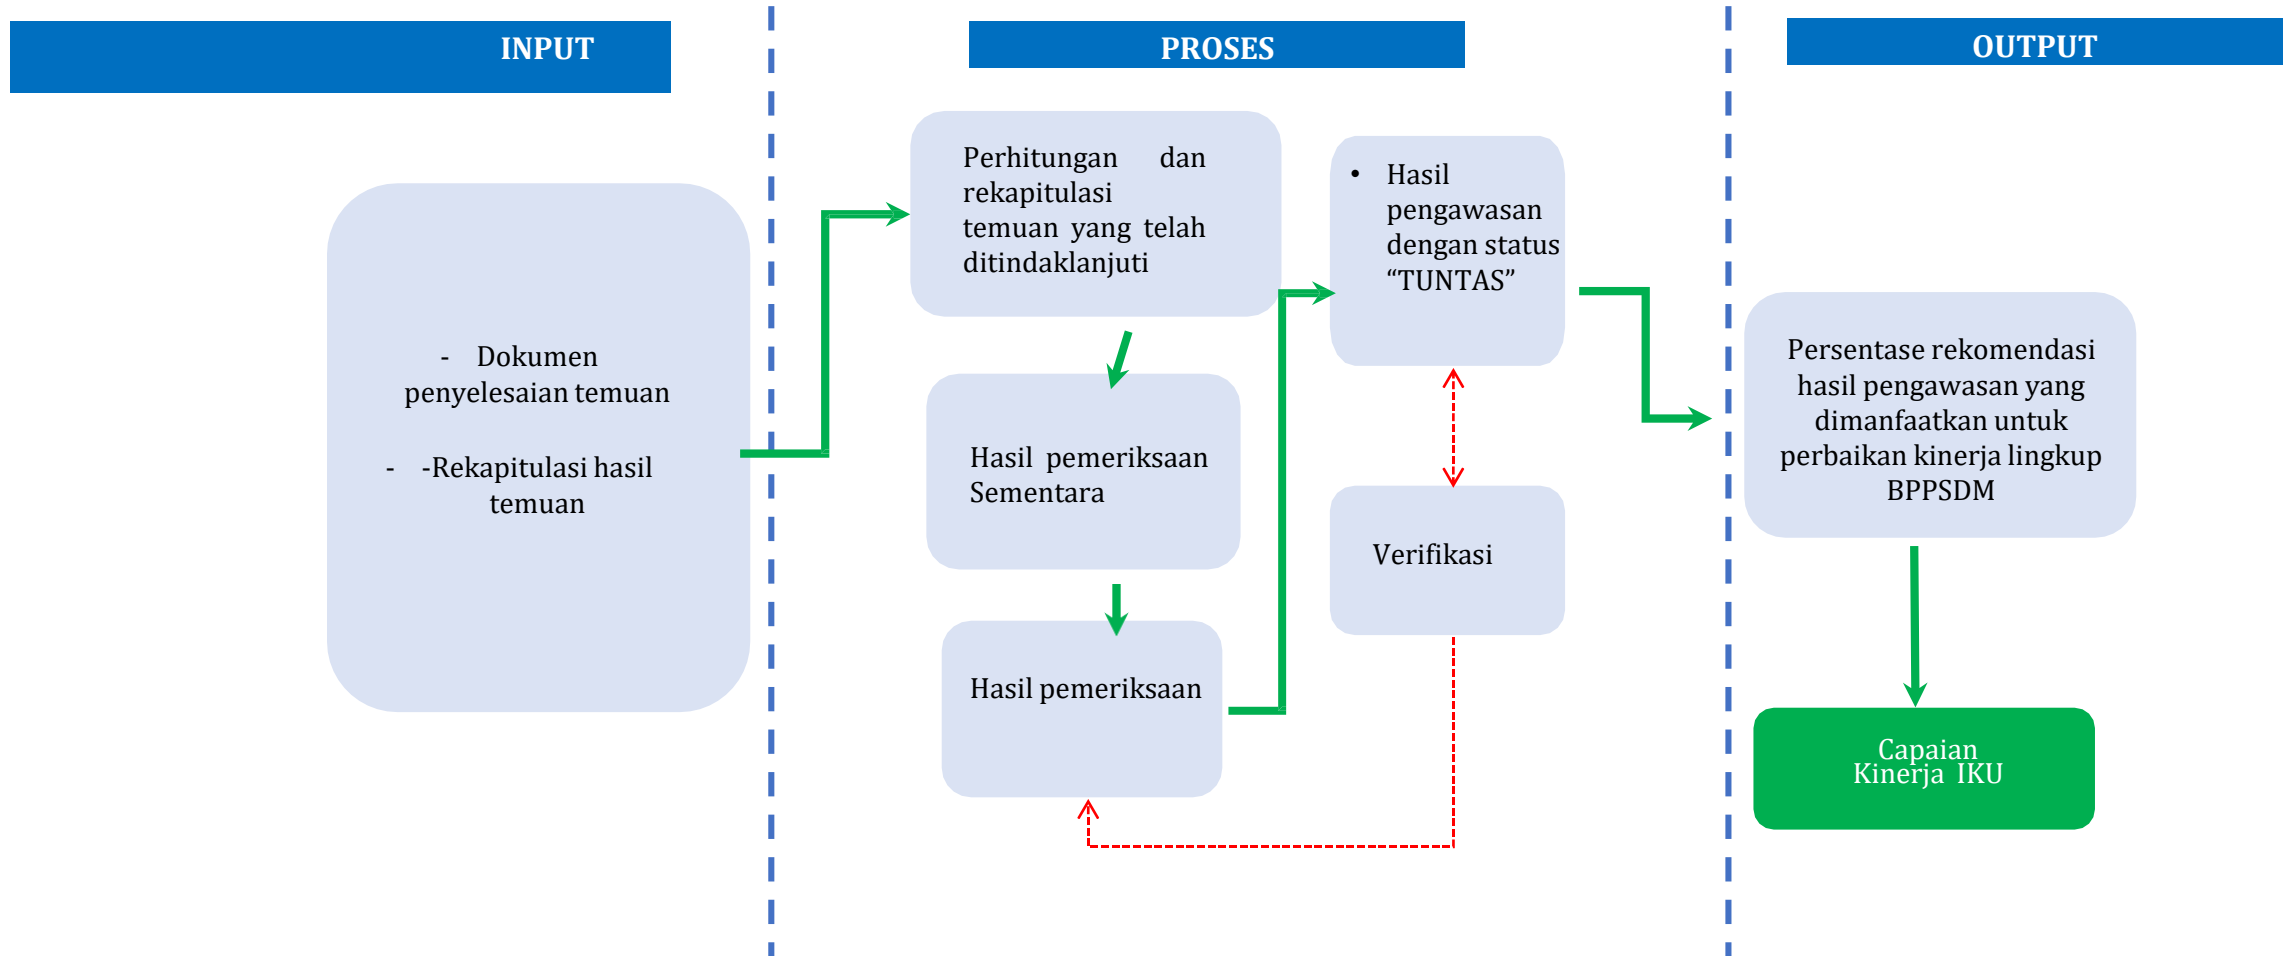 INPUT
PROSES
OUTPUT
- Dokumen
penyelesaian temuan
- -Rekapitulasi hasil
temuan
Perhitungan dan
rekapitulasi
temuan yang telah
ditindaklanjuti
Hasil pemeriksaan
Sementara
Hasil pemeriksaan
• Hasil
pengawasan
dengan status
“TUNTAS”
Verifikasi
Persentase rekomendasi
hasil pengawasan yang
dimanfaatkan untuk
perbaikan kinerja lingkup
BPPSDM
Capaian
Kinerja IKU